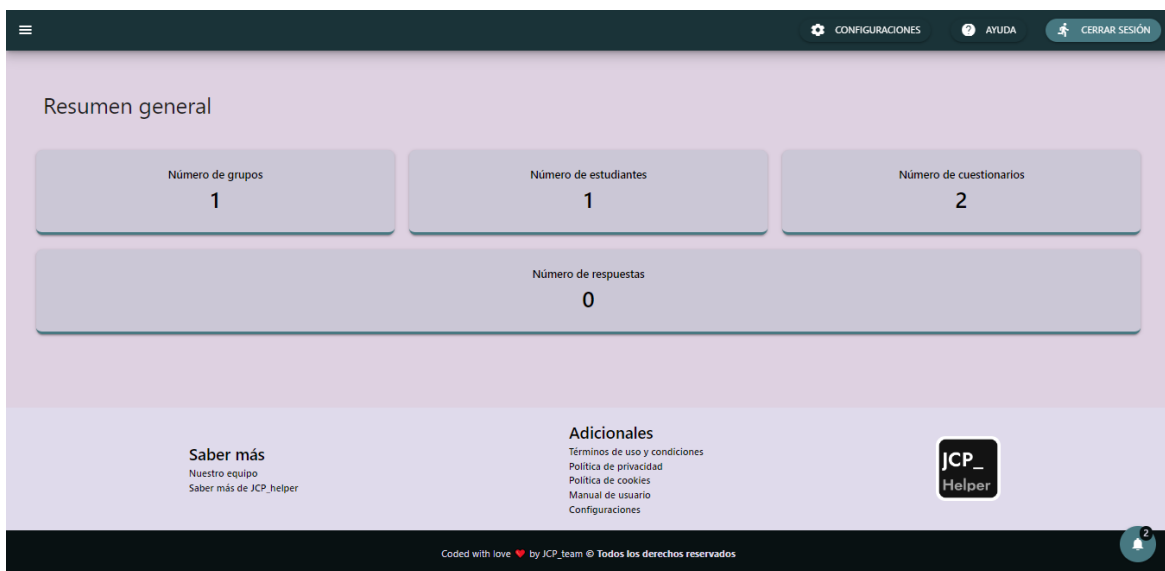 CONFIGURACIONES
AYUDA
CERRAR SESIÓN
Resumen general
Número de grupos
1
Número de estudiantes
1
Número de cuestionarios
2
Número de respuestas
0
Saber más
Nuestro equipo
Saber más de JCP_helper
Adicionales
Términos de uso y condiciones
Política de privacidad
Política de cookies
Manual de usuario
Configuraciones
JCP_
Helper
2
Coded with love ❤ by JCP_team © Todos los derechos reservados